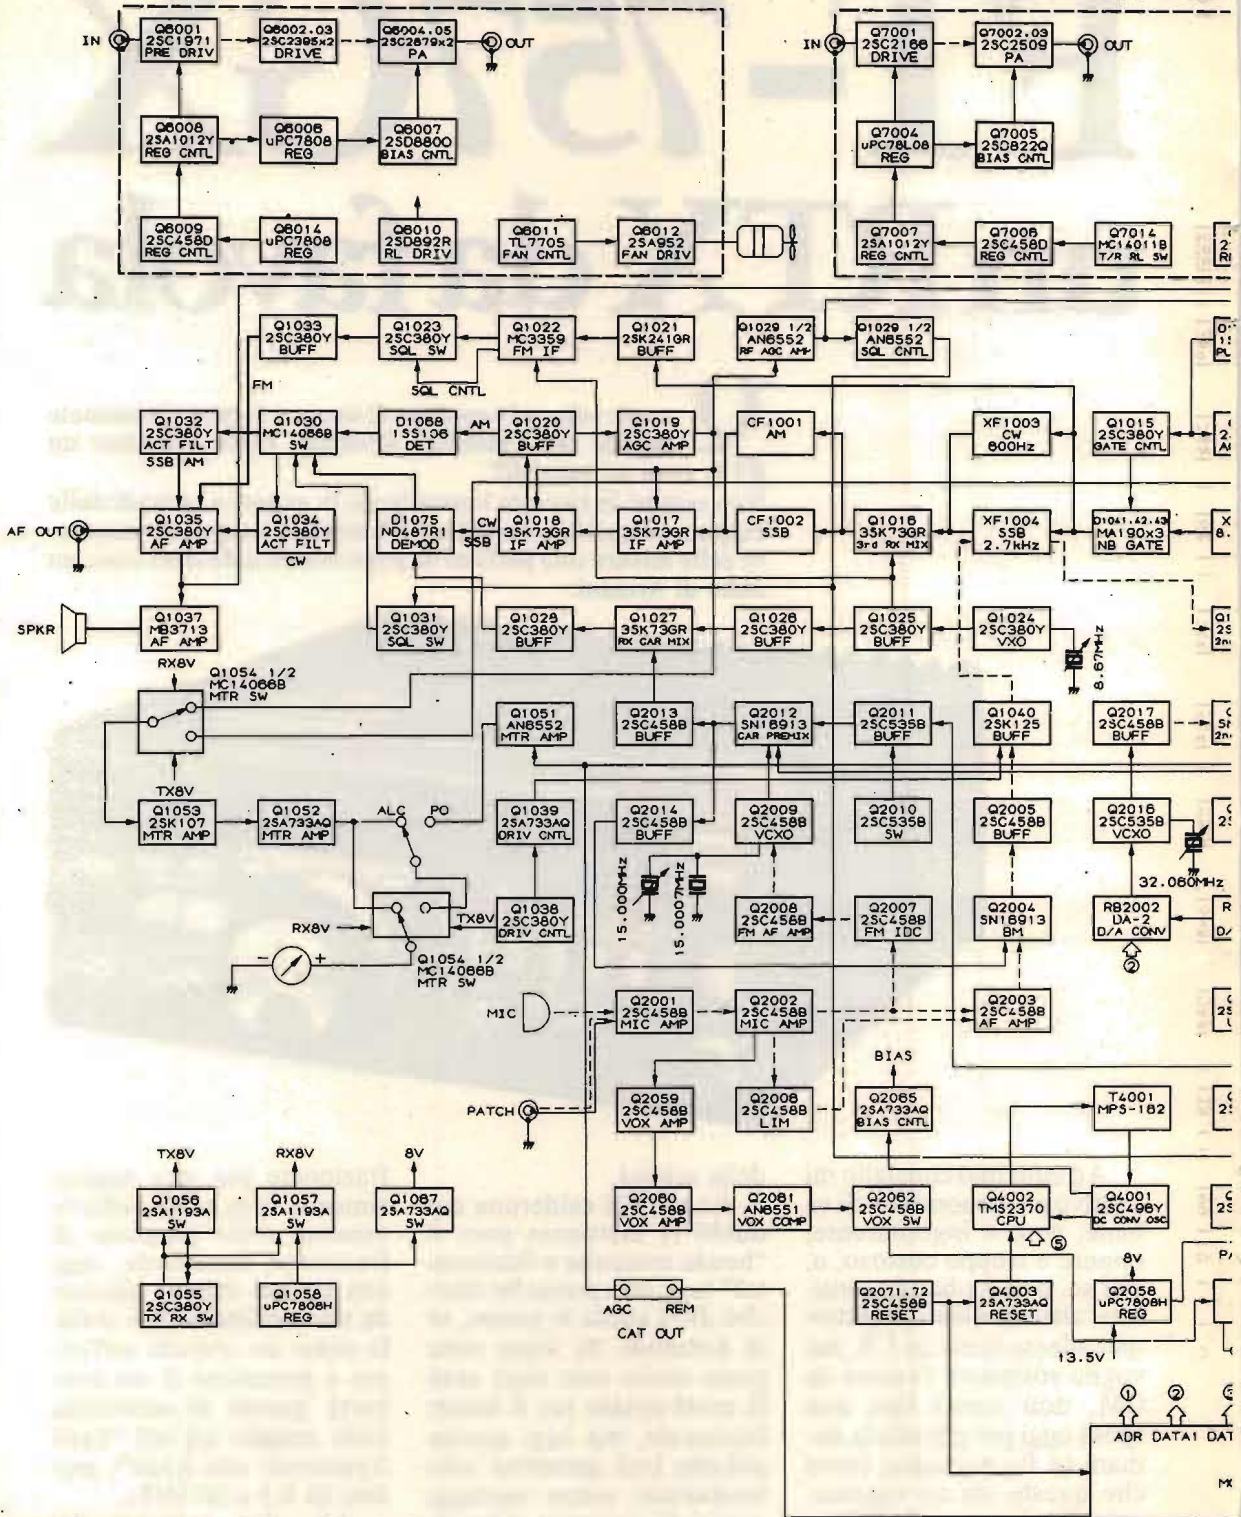 IN
Q6001
2SC1971
PRE DRIV
Q6002.03
2SC2395x2
DRIVE
Q6004.05
2SC2879x2
PA
OUT
IN
Q7001
2SC2166
DRIVE
Q7002.03
2SC2509
PA
OUT
Q6008
2SA1012Y
REG CNTL
Q6006
uPC7808
REG
Q6007
2SD880O
BIAS CNTL
Q7004
uPC78L08
REG
Q7005
2SD822Q
BIAS CNTL
Q6009
2SC458D
REG CNTL
Q6014
uPC7808
REG
Q6010
2SD892R
RL DRIV
Q6011
TL7705
FAN CNTL
Q6012
2SA952
FAN DRIV
Q7007
2SA1012Y
REG CNTL
Q7006
2SC458D
REG CNTL
Q7014
MC14011B
T/R RL SW
Q1033
2SC380Y
BUFF
Q1023
2SC380Y
SQL SW
Q1022
MC3359
FM IF
Q1021
2SK241GR
BUFF
Q1029 1/2
AN6552
RF AGC AMP
Q1029 1/2
AN6552
SQL CNTL
SQL CNTL
FM
Q1032
2SC380Y
ACT FILT
Q1030
MC14066B
SW
D1068
1SS106
DET
AM
Q1020
2SC380Y
BUFF
Q1019
2SC380Y
AGC AMP
CF1001
AM
XF1003
CW
600Hz
Q1015
2SC380Y
GATE CNTL
SSB AM
AF OUT
Q1035
2SC380Y
AF AMP
Q1034
2SC380Y
ACT FILT
CW
D1075
ND487R1
DEMOD
CW
SSB
Q1018
3SK73GR
IF AMP
Q1017
3SK73GR
IF AMP
CF1002
SSB
Q1016
3SK73GR
3rd RX MIX
XF1004
SSB
2.7kHz
D1041.42.43
MA190x3
NB GATE
SPKR
Q1037
MB3713
AF AMP
Q1031
2SC380Y
SQL SW
Q1028
2SC380Y
BUFF
Q1027
3SK73GR
RX CAR MIX
Q1026
2SC380Y
BUFF
Q1025
2SC380Y
BUFF
Q1024
2SC380Y
VXO
8.67MHz
RX8V
Q1054 1/2
MC14066B
MTR SW
TX8V
Q1051
AN6552
MTR AMP
Q2013
2SC458B
BUFF
Q2012
SN16913
CAR PREMIX
Q2011
2SC535B
BUFF
Q1040
2SK125
BUFF
Q2017
2SC458B
BUFF
Q1053
2SK107
MTR AMP
Q1052
2SA733AQ
MTR AMP
ALC
PO
Q1039
2SA733AQ
DRIV CNTL
Q2014
2SC458B
BUFF
Q2009
2SC458B
VCXO
Q2010
2SC535B
SW
Q2005
2SC458B
BUFF
Q2016
2SC535B
VCXO
32.080MHz
15.000MHz
15.0007MHz
RX8V
TX8V
Q1054 1/2
MC14066B
MTR SW
Q1038
2SC380Y
DRIV CNTL
Q2008
2SC458B
FM AF AMP
Q2007
2SC458B
FM IDC
Q2004
SN16913
BM
RB2002
DA-2
D/A CONV
②
-
+
MIC
Q2001
2SC458B
MIC AMP
Q2002
2SC458B
MIC AMP
Q2003
2SC458B
AF AMP
BIAS
PATCH
Q2059
2SC458B
VOX AMP
Q2006
2SC458B
LIM
Q2065
2SA733AQ
BIAS CNTL
T4001
MPS-182
TX8V
RX8V
8V
Q1056
2SA1193A
SW
Q1057
2SA1193A
SW
Q1067
2SA733AQ
SW
Q2060
2SC458B
VOX AMP
Q2061
AN6551
VOX COMP
Q2062
2SC458B
VOX SW
Q4002
TMS2370
CPU
Q4001
2SC496Y
DC CONV OSC
⑤
8V
Q1055
2SC380Y
TX RX SW
Q1058
uPC7808H
REG
AGC
REM
CAT OUT
Q2071.72
2SC458B
RESET
Q4003
2SA733AQ
RESET
Q2058
uPC7808H
REG
13.5V
①
②
ADR
DATA1